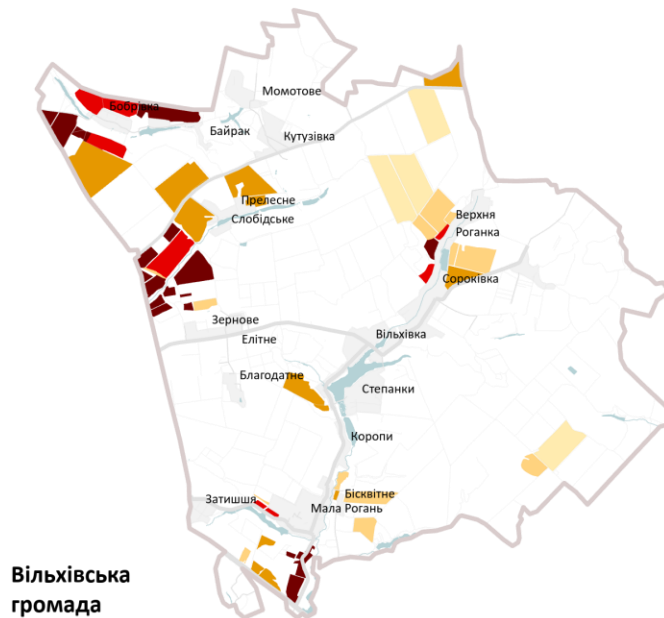 Момотове
Бобрівка
Байрак
Кутузівка
Прелесне
Слобідське
Верхня
Роганка
Сороківка
Зернове
Вільхівка
Елітне
Благодатне
Степанки
Коропи
Затишшя
Бісквітне
Мала Рогань
Вільхівська
громада